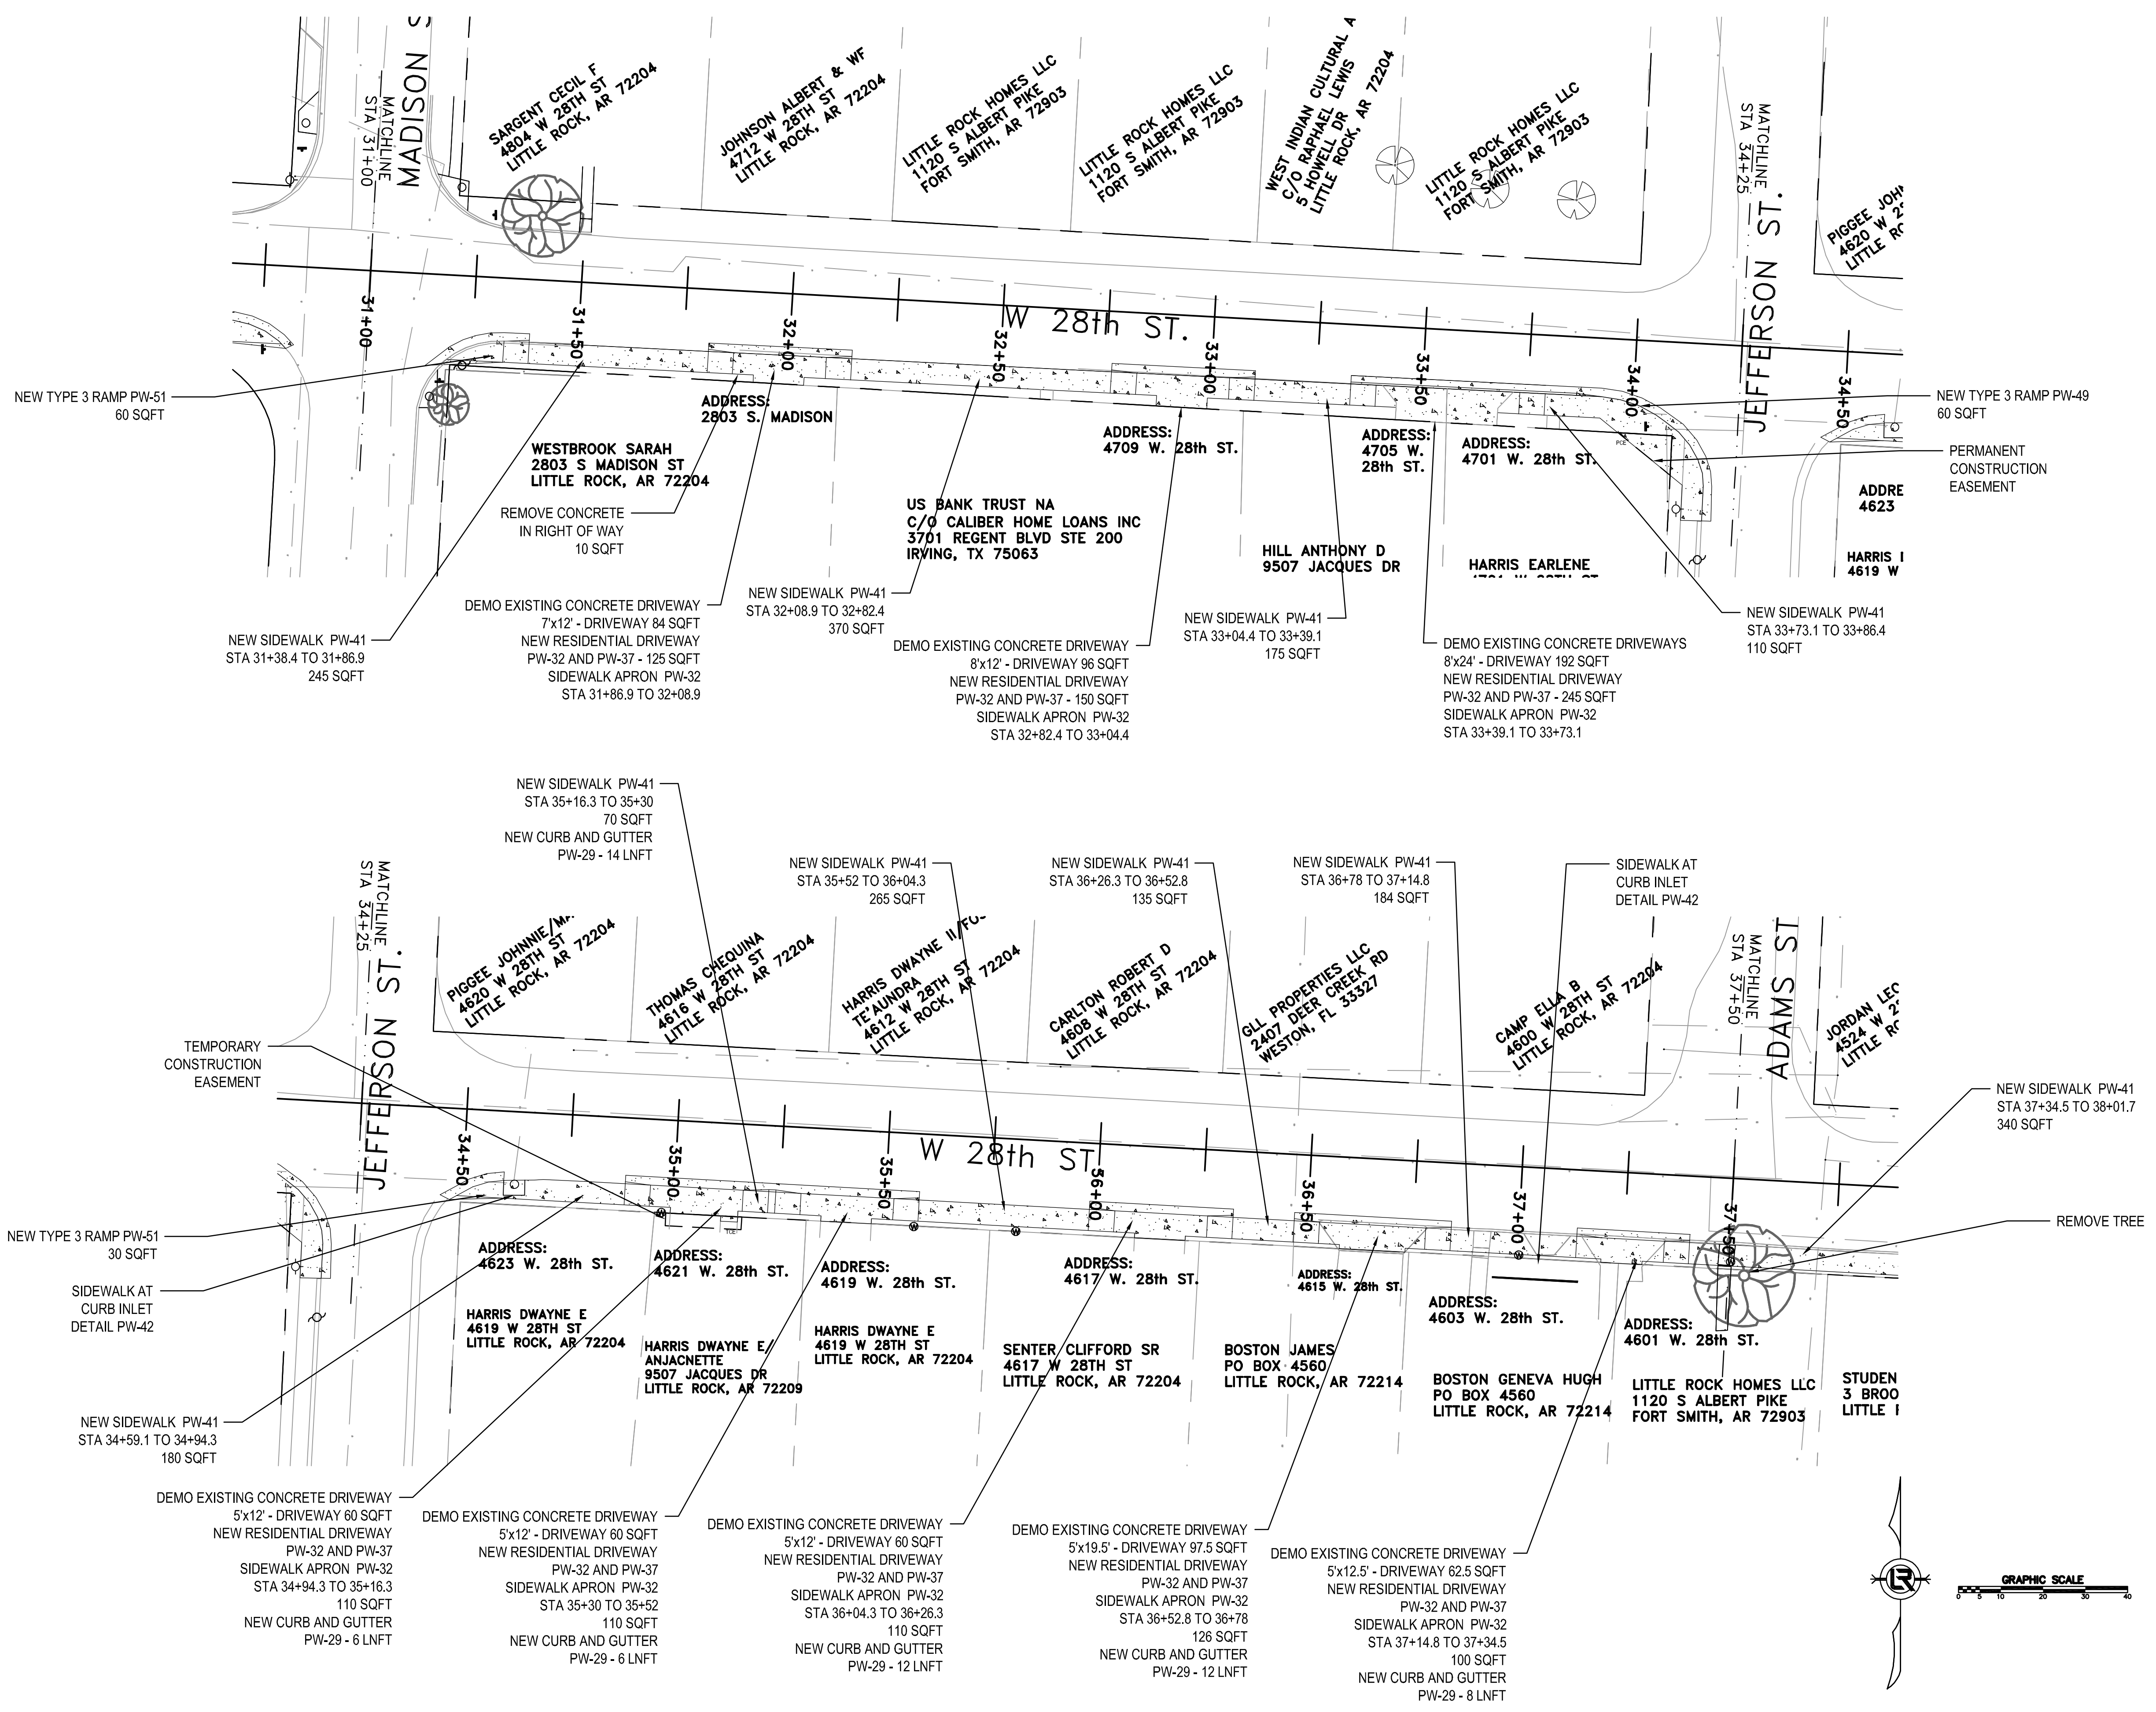 MADISON S
MATCHLINE
STA 31+00
SARGENT CECIL F
4804 W 28TH ST
LITTLE ROCK, AR 72204
JOHNSON ALBERT & WF
4712 W 28TH ST
LITTLE ROCK, AR 72204
LITTLE ROCK HOMES LLC
1120 S ALBERT PIKE
FORT SMITH, AR 72903
LITTLE ROCK HOMES LLC
1120 S ALBERT PIKE
FORT SMITH, AR 72903
WEST INDIAN CULTURAL A
C/O RAPHAEL LEWIS
5 HOWELL DR
LITTLE ROCK, AR 72204
LITTLE ROCK HOMES LLC
1120 S ALBERT PIKE
FORT SMITH, AR 72903
MATCHLINE
STA 34+25
JEFFERSON ST.
PIGGEE JOHN
4620 W 2
LITTLE RO
31+00
31+50
32+00
32+50
33+00
33+50
34+00
34+50
W 28th ST.
NEW TYPE 3 RAMP PW-51
60 SQFT
NEW TYPE 3 RAMP PW-49
60 SQFT
PERMANENT
CONSTRUCTION
EASEMENT
PCE
ADDRESS:
2803 S. MADISON
WESTBROOK SARAH
2803 S MADISON ST
LITTLE ROCK, AR 72204
ADDRESS:
4709 W. 28th ST.
ADDRESS:
4705 W.
28th ST.
ADDRESS:
4701 W. 28th ST.
ADDRE
4623
US BANK TRUST NA
C/O CALIBER HOME LOANS INC
3701 REGENT BLVD STE 200
IRVING, TX 75063
HILL ANTHONY D
9507 JACQUES DR
HARRIS EARLENE
HARRIS
4619 W
REMOVE CONCRETE
IN RIGHT OF WAY
10 SQFT
NEW SIDEWALK PW-41
STA 31+38.4 TO 31+86.9
245 SQFT
DEMO EXISTING CONCRETE DRIVEWAY
7'x12' - DRIVEWAY 84 SQFT
NEW RESIDENTIAL DRIVEWAY
PW-32 AND PW-37 - 125 SQFT
SIDEWALK APRON PW-32
STA 31+86.9 TO 32+08.9
NEW SIDEWALK PW-41
STA 32+08.9 TO 32+82.4
370 SQFT
DEMO EXISTING CONCRETE DRIVEWAY
8'x12' - DRIVEWAY 96 SQFT
NEW RESIDENTIAL DRIVEWAY
PW-32 AND PW-37 - 150 SQFT
SIDEWALK APRON PW-32
STA 32+82.4 TO 33+04.4
NEW SIDEWALK PW-41
STA 33+04.4 TO 33+39.1
175 SQFT
DEMO EXISTING CONCRETE DRIVEWAYS
8'x24' - DRIVEWAY 192 SQFT
NEW RESIDENTIAL DRIVEWAY
PW-32 AND PW-37 - 245 SQFT
SIDEWALK APRON PW-32
STA 33+39.1 TO 33+73.1
NEW SIDEWALK PW-41
STA 33+73.1 TO 33+86.4
110 SQFT
NEW SIDEWALK PW-41
STA 35+16.3 TO 35+30
70 SQFT
NEW CURB AND GUTTER
PW-29 - 14 LNFT
NEW SIDEWALK PW-41
STA 35+52 TO 36+04.3
265 SQFT
NEW SIDEWALK PW-41
STA 36+26.3 TO 36+52.8
135 SQFT
NEW SIDEWALK PW-41
STA 36+78 TO 37+14.8
184 SQFT
SIDEWALK AT
CURB INLET
DETAIL PW-42
MATCHLINE
STA 34+25
JEFFERSON ST.
PIGGEE JOHNNIE/MA
4620 W 28TH ST
LITTLE ROCK, AR 72204
THOMAS CHEQUINA
4616 W 28TH ST
LITTLE ROCK, AR 72204
HARRIS DWAYNE II/FOS
TE'AUNDRA
4612 W 28TH ST
LITTLE ROCK, AR 72204
CARLTON ROBERT D
4608 W 28TH ST
LITTLE ROCK, AR 72204
GLL PROPERTIES LLC
2407 DEER CREEK RD
WESTON, FL 33327
CAMP ELLA B
4600 W 28TH ST
LITTLE ROCK, AR 72204
MATCHLINE
STA 37+50
ADAMS ST
JORDAN LEO
4524 W 2
LITTLE RO
TEMPORARY
CONSTRUCTION
EASEMENT
NEW SIDEWALK PW-41
STA 37+34.5 TO 38+01.7
340 SQFT
REMOVE TREE
34+50
35+00
35+50
36+00
36+50
37+00
37+50
W 28th ST.
NEW TYPE 3 RAMP PW-51
30 SQFT
SIDEWALK AT
CURB INLET
DETAIL PW-42
TCE
ADDRESS:
4623 W. 28th ST.
ADDRESS:
4621 W. 28th ST.
ADDRESS:
4619 W. 28th ST.
ADDRESS:
4617 W. 28th ST.
ADDRESS:
4615 W. 28th ST.
ADDRESS:
4603 W. 28th ST.
ADDRESS:
4601 W. 28th ST.
HARRIS DWAYNE E
4619 W 28TH ST
LITTLE ROCK, AR 72204
HARRIS DWAYNE E/
ANJACNETTE
9507 JACQUES DR
LITTLE ROCK, AR 72209
HARRIS DWAYNE E
4619 W 28TH ST
LITTLE ROCK, AR 72204
SENTER CLIFFORD SR
4617 W 28TH ST
LITTLE ROCK, AR 72204
BOSTON JAMES
PO BOX 4560
LITTLE ROCK, AR 72214
BOSTON GENEVA HUGH
PO BOX 4560
LITTLE ROCK, AR 72214
LITTLE ROCK HOMES LLC
1120 S ALBERT PIKE
FORT SMITH, AR 72903
STUDEN
3 BROO
LITTLE
NEW SIDEWALK PW-41
STA 34+59.1 TO 34+94.3
180 SQFT
DEMO EXISTING CONCRETE DRIVEWAY
5'x12' - DRIVEWAY 60 SQFT
NEW RESIDENTIAL DRIVEWAY
PW-32 AND PW-37
SIDEWALK APRON PW-32
STA 34+94.3 TO 35+16.3
110 SQFT
NEW CURB AND GUTTER
PW-29 - 6 LNFT
DEMO EXISTING CONCRETE DRIVEWAY
5'x12' - DRIVEWAY 60 SQFT
NEW RESIDENTIAL DRIVEWAY
PW-32 AND PW-37
SIDEWALK APRON PW-32
STA 35+30 TO 35+52
110 SQFT
NEW CURB AND GUTTER
PW-29 - 6 LNFT
DEMO EXISTING CONCRETE DRIVEWAY
5'x12' - DRIVEWAY 60 SQFT
NEW RESIDENTIAL DRIVEWAY
PW-32 AND PW-37
SIDEWALK APRON PW-32
STA 36+04.3 TO 36+26.3
110 SQFT
NEW CURB AND GUTTER
PW-29 - 12 LNFT
DEMO EXISTING CONCRETE DRIVEWAY
5'x19.5' - DRIVEWAY 97.5 SQFT
NEW RESIDENTIAL DRIVEWAY
PW-32 AND PW-37
SIDEWALK APRON PW-32
STA 36+52.8 TO 36+78
126 SQFT
NEW CURB AND GUTTER
PW-29 - 12 LNFT
DEMO EXISTING CONCRETE DRIVEWAY
5'x12.5' - DRIVEWAY 62.5 SQFT
NEW RESIDENTIAL DRIVEWAY
PW-32 AND PW-37
SIDEWALK APRON PW-32
STA 37+14.8 TO 37+34.5
100 SQFT
NEW CURB AND GUTTER
PW-29 - 8 LNFT
LR
GRAPHIC SCALE
0 5 10 20 30 40